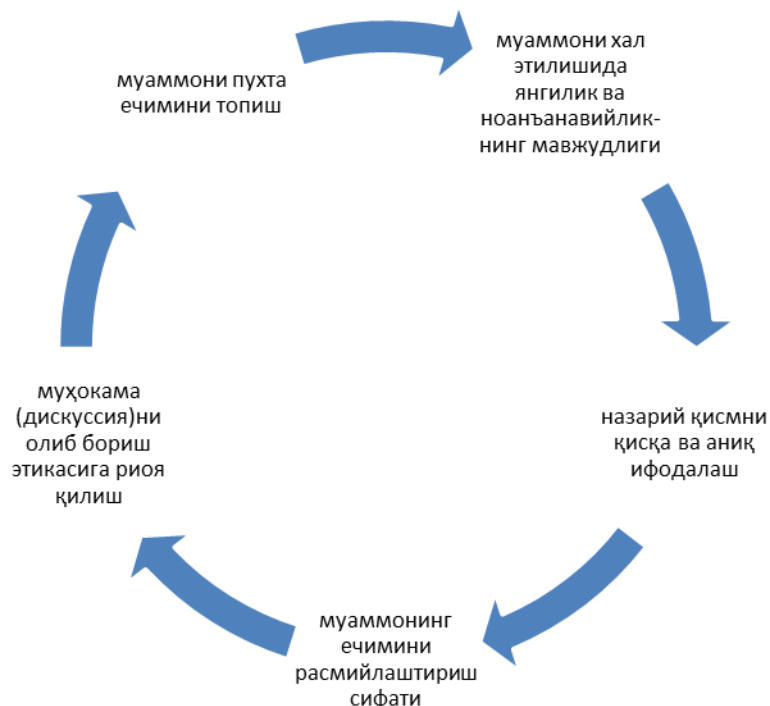 муаммони пухта
ечимини топиш
муаммони хал
этилишида
янгилик ва
ноанъанавийлик-
нинг мавжудлиги
назарий қисмни
қисқа ва аниқ
ифодалаш
муаммонинг
ечимини
расмийлаштириш
сифати
муҳокама
(дискуссия)ни
олиб бориш
этикасига риоя
қилиш